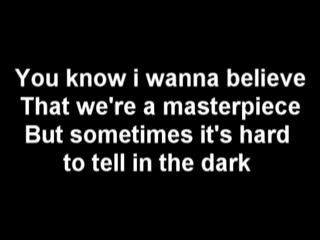 You know i wanna believe
That we're a masterpiece
But sometimes it's hard
to tell in the dark